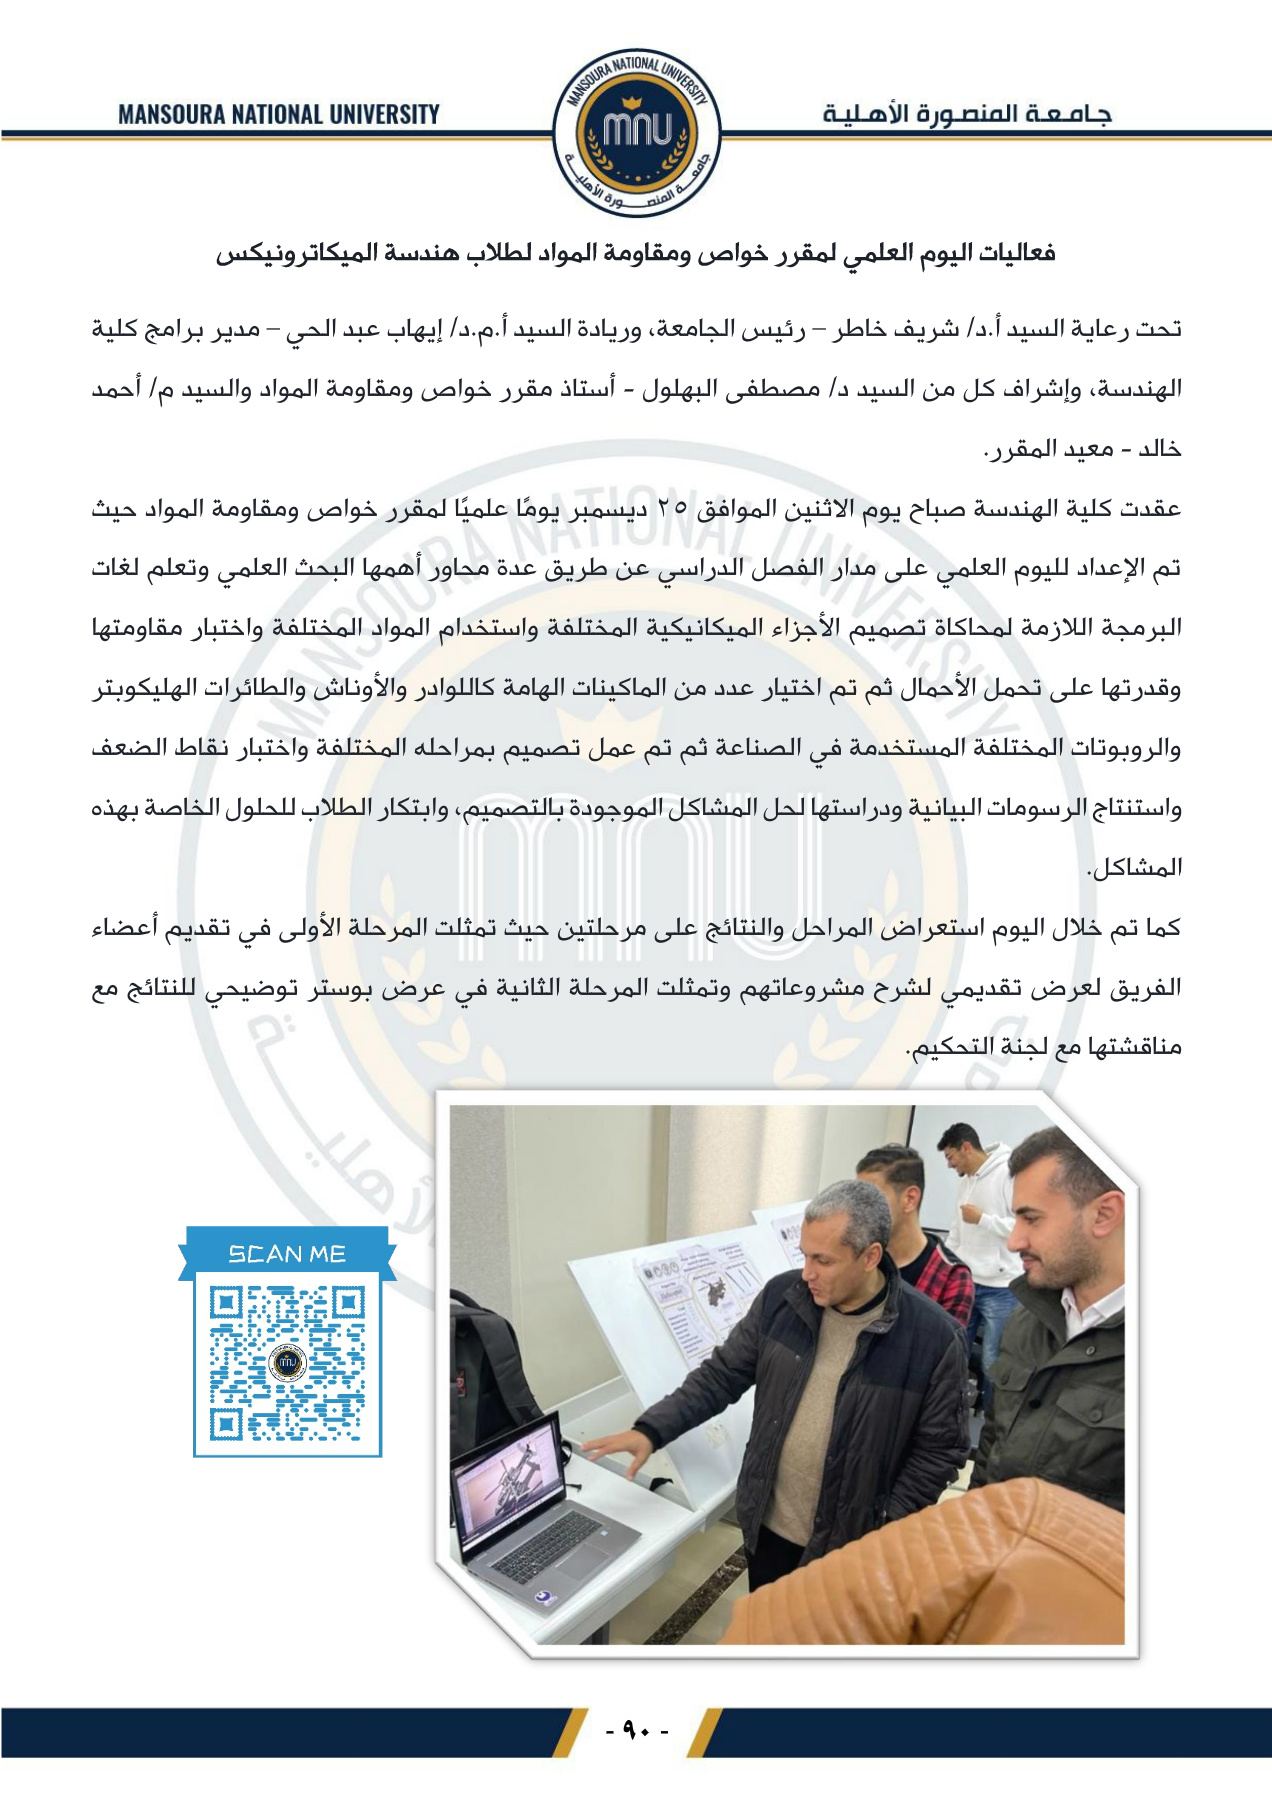 MANSOURA NATIONAL UNIVERSITY
جامعة المنصورة الأهلية
MANSOURA NATIONAL UNIVERSITY
mnu
جامعة المنصورة الأهلية
فعاليات اليوم العلمي لمقرر خواص ومقاومة المواد لطلاب هندسة الميكاترونيكس
تحت رعاية السيد أ.د/ شريف خاطر – رئيس الجامعة، وريادة السيد أ.م.د/ إيهاب عبد الحي – مدير برامج كلية
الهندسة، وإشراف كل من السيد د/ مصطفى البهلول - أستاذ مقرر خواص ومقاومة المواد والسيد م/ أحمد
خالد - معيد المقرر.
عقدت كلية الهندسة صباح يوم الاثنين الموافق ٢٥ ديسمبر يومًا علميًا لمقرر خواص ومقاومة المواد حيث
تم الإعداد لليوم العلمي على مدار الفصل الدراسي عن طريق عدة محاور أهمها البحث العلمي وتعلم لغات
البرمجة اللازمة لمحاكاة تصميم الأجزاء الميكانيكية المختلفة واستخدام المواد المختلفة واختبار مقاومتها
وقدرتها على تحمل الأحمال ثم تم اختيار عدد من الماكينات الهامة كاللوادر والأوناش والطائرات الهليكوبتر
والروبوتات المختلفة المستخدمة في الصناعة ثم تم عمل تصميم بمراحله المختلفة واختبار نقاط الضعف
واستنتاج الرسومات البيانية ودراستها لحل المشاكل الموجودة بالتصميم، وابتكار الطلاب للحلول الخاصة بهذه
المشاكل.
كما تم خلال اليوم استعراض المراحل والنتائج على مرحلتين حيث تمثلت المرحلة الأولى في تقديم أعضاء
الفريق لعرض تقديمي لشرح مشروعاتهم وتمثلت المرحلة الثانية في عرض بوستر توضيحي للنتائج مع
مناقشتها مع لجنة التحكيم.
SCAN ME
mnu
- ٩٠ -